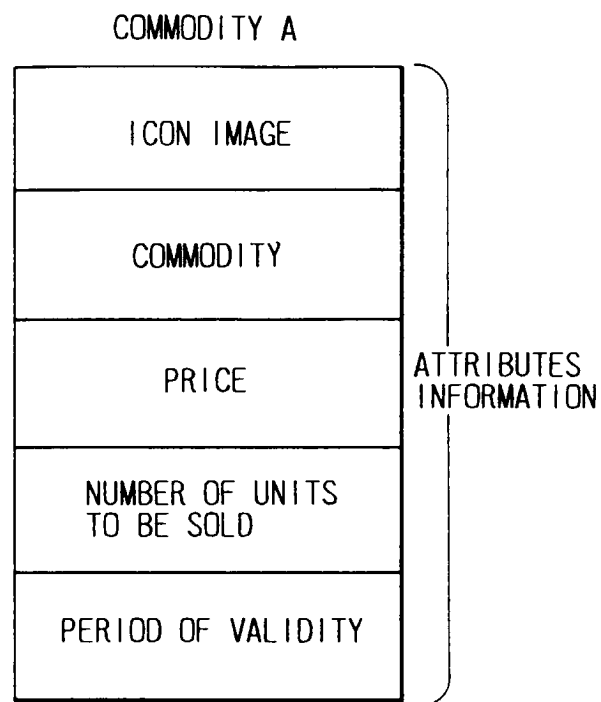 COMMODITY A
ICON IMAGE
COMMODITY
PRICE
NUMBER OF UNITS
TO BE SOLD
PERIOD OF VALIDITY
ATTRIBUTES
INFORMATION